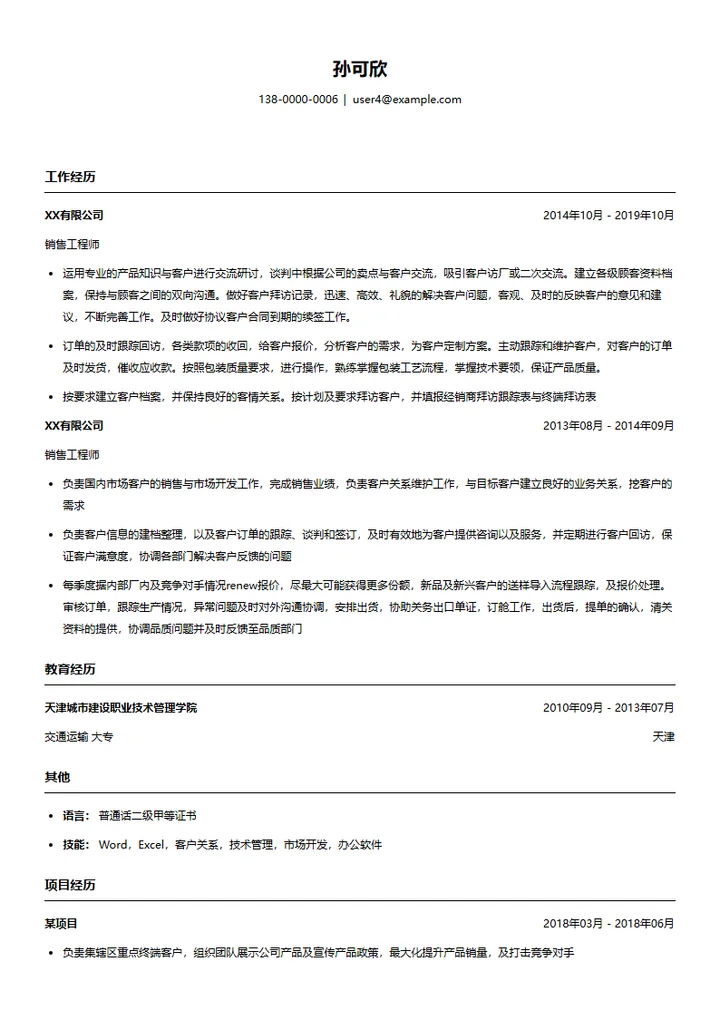 孙可欣
138-0000-0006 | user4@example.com
工作经历
XX有限公司 2014年10月 - 2019年10月
销售工程师
• 运用专业的产品知识与客户进行交流研讨，谈判中根据公司的卖点与客户交流，吸引客户访厂或二次交流。建立各级顾客资料档
案，保持与顾客之间的双向沟通。做好客户拜访记录，迅速、高效、礼貌的解决客户问题，客观、及时的反映客户的意见和建
议，不断完善工作。及时做好协议客户合同到期的续签工作。
• 订单的及时跟踪回访，各类款项的收回，给客户报价，分析客户的需求，为客户定制方案。主动跟踪和维护客户，对客户的订单
及时发货，催收应收款。按照包装质量要求，进行操作，熟练掌握包装工艺流程，掌握技术要领，保证产品质量。
• 按要求建立客户档案，并保持良好的客情关系。按计划及要求拜访客户，并填报经销商拜访跟踪表与终端拜访表
XX有限公司 2013年08月 - 2014年09月
销售工程师
• 负责国内市场客户的销售与市场开发工作，完成销售业绩，负责客户关系维护工作，与目标客户建立良好的业务关系，挖客户的
需求
• 负责客户信息的建档整理，以及客户订单的跟踪、谈判和签订，及时有效地为客户提供咨询以及服务，并定期进行客户回访，保
证客户满意度，协调各部门解决客户反馈的问题
• 每季度据内部厂内及竞争对手情况renew报价，尽最大可能获得更多份额，新品及新兴客户的送样导入流程跟踪，及报价处理。
审核订单，跟踪生产情况，异常问题及时对外沟通协调，安排出货，协助关务出口单证，订舱工作，出货后，提单的确认，清关
资料的提供，协调品质问题并及时反馈至品质部门
教育经历
天津城市建设职业技术管理学院 2010年09月 - 2013年07月
交通运输 大专 天津
其他
• 语言： 普通话二级甲等证书
• 技能： Word，Excel，客户关系，技术管理，市场开发，办公软件
项目经历
某项目 2018年03月 - 2018年06月
• 负责集辖区重点终端客户，组织团队展示公司产品及宣传产品政策，最大化提升产品销量，及打击竞争对手